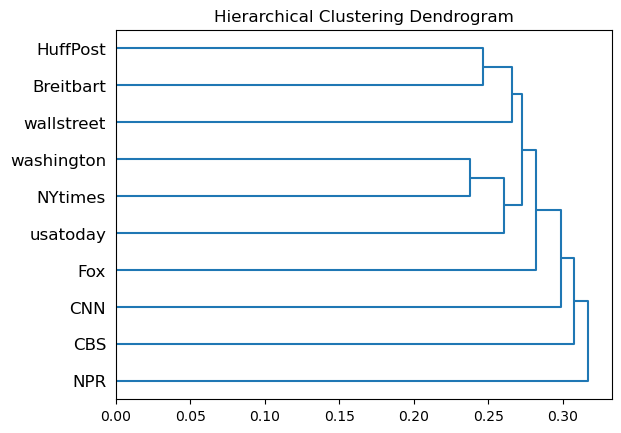 Hierarchical Clustering Dendrogram
HuffPost
Breitbart
wallstreet
washington
NYtimes
usatoday
Fox
CNN
CBS
NPR
0.00 0.05 0.10 0.15 0.20 0.25 0.30